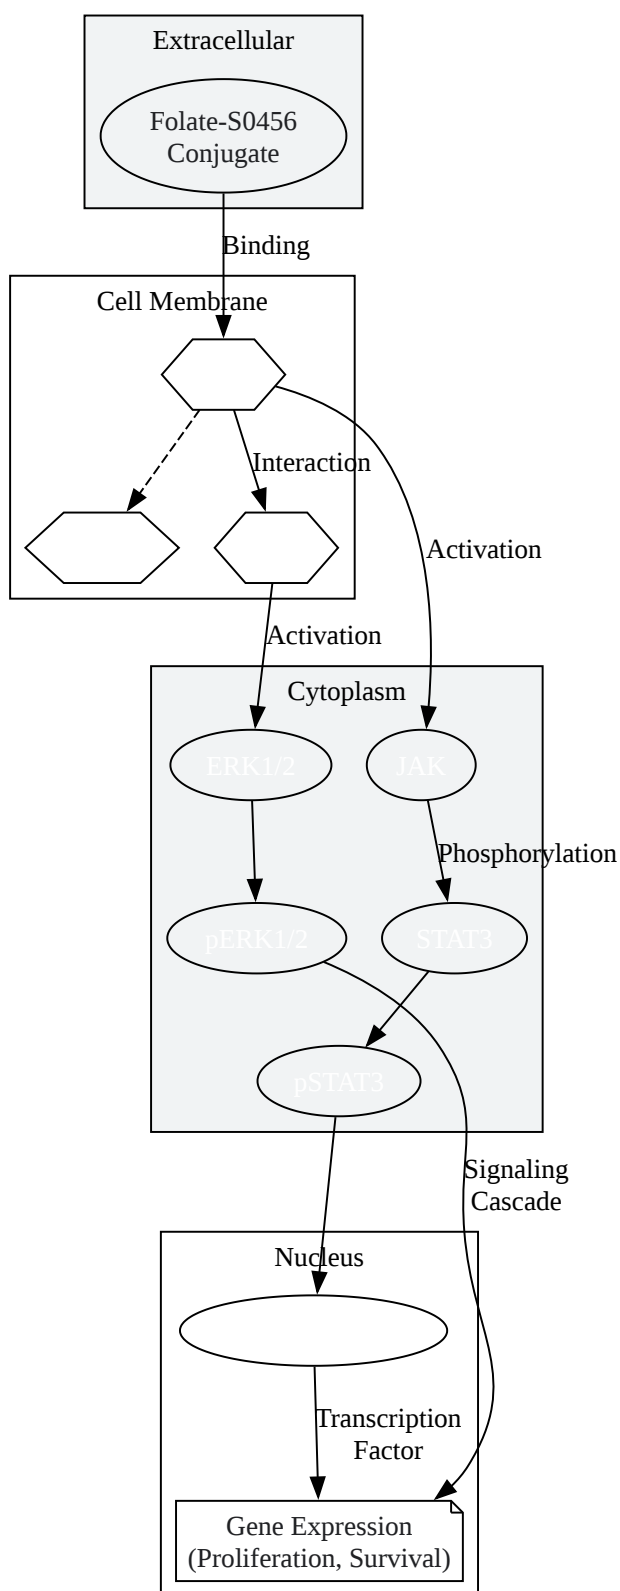 Extracellular
Folate-S0456
Conjugate
Binding
Cell Membrane
Interaction
Activation
Activation
Cytoplasm
ERK1/2
JAK
Phosphorylation
pERK1/2
STAT3
pSTAT3
Signaling
Cascade
Nucleus
Transcription
Factor
Gene Expression
(Proliferation, Survival)